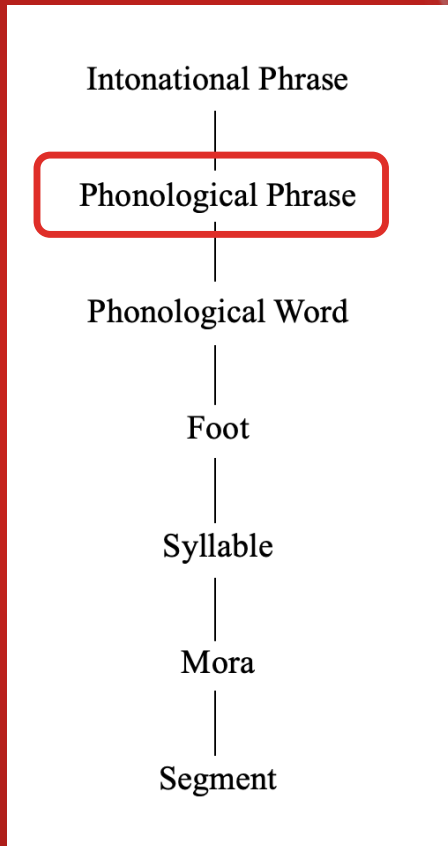 Intonational Phrase
Phonological Phrase
Phonological Word
Foot
Syllable
Mora
Segment